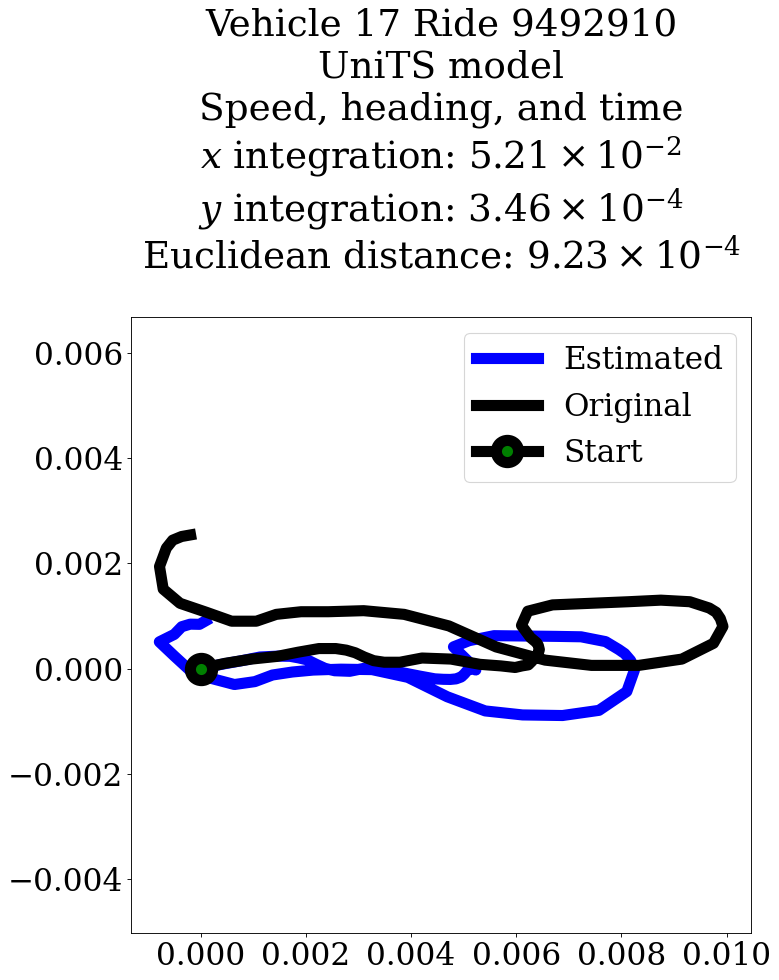 Vehicle 17 Ride 9492910
UniTS model
Speed, heading, and time
x integration: 5.21 × 10⁻²
y integration: 3.46 × 10⁻⁴
Euclidean distance: 9.23 × 10⁻⁴
Estimated
Original
Start
0.006
0.004
0.002
0.000
−0.002
−0.004
0.000 0.002 0.004 0.006 0.008 0.010